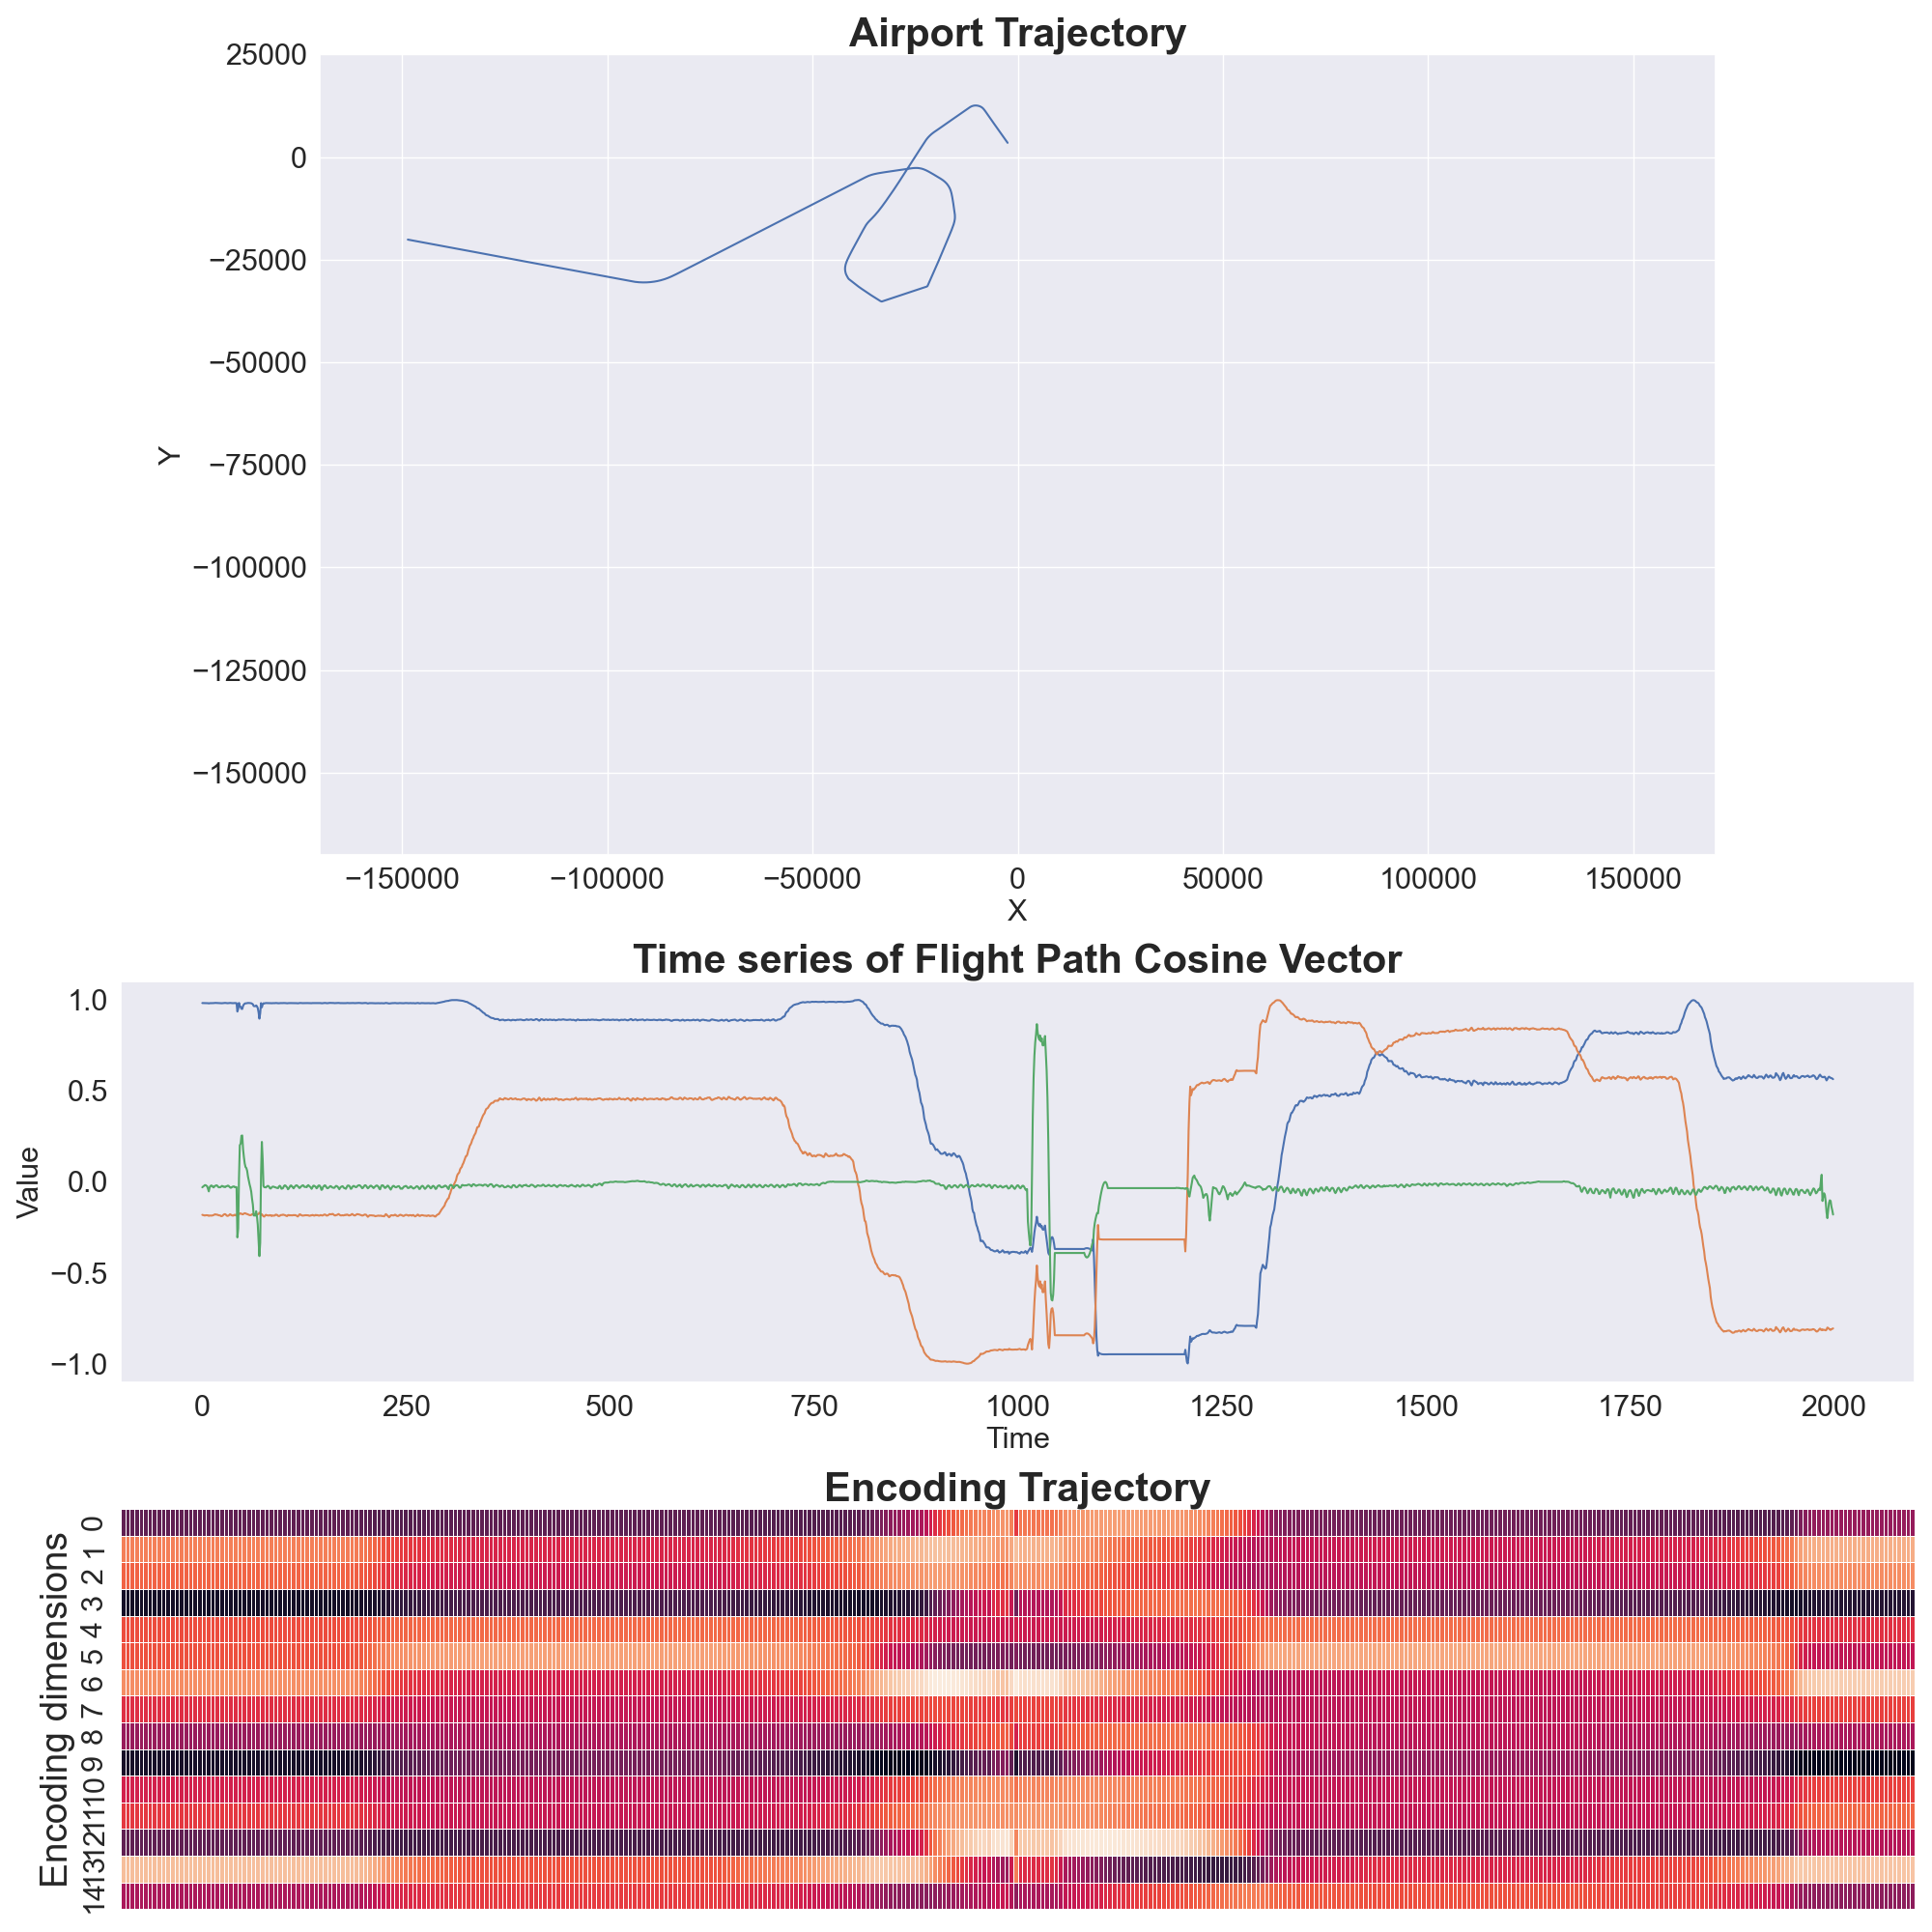 Airport Trajectory
25000
0
−25000
−50000
−75000
−100000
−125000
−150000
Y
−150000 −100000 −50000 0 50000 100000 150000
X
Time series of Flight Path Cosine Vector
1.0
0.5
0.0
−0.5
−1.0
Value
0 250 500 750 1000 1250 1500 1750 2000
Time
Encoding Trajectory
Encoding dimensions
0
1
2
3
4
5
6
7
8
9
10
11
12
13
14